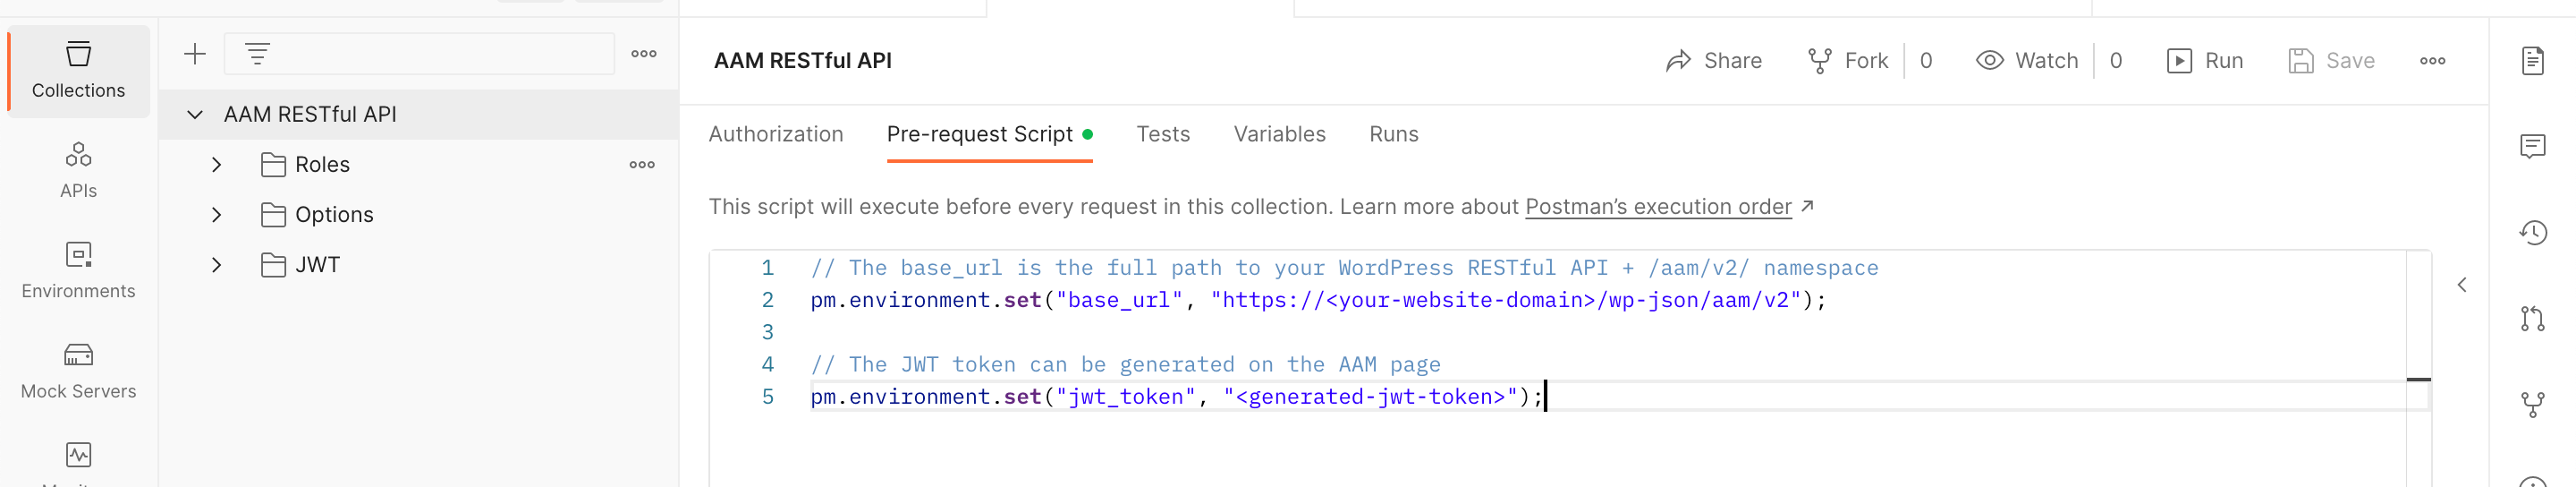 Collections
APIs
Environments
Mock Servers
AAM RESTful API
Roles
Options
JWT
AAM RESTful API
Share
Fork
0
Watch
0
Run
Save
Authorization
Pre-request Script
Tests
Variables
Runs
This script will execute before every request in this collection. Learn more about Postman’s execution order ↗
1 // The base_url is the full path to your WordPress RESTful API + /aam/v2/ namespace
2 pm.environment.set("base_url", "https://<your-website-domain>/wp-json/aam/v2");
3
4 // The JWT token can be generated on the AAM page
5 pm.environment.set("jwt_token", "<generated-jwt-token>");